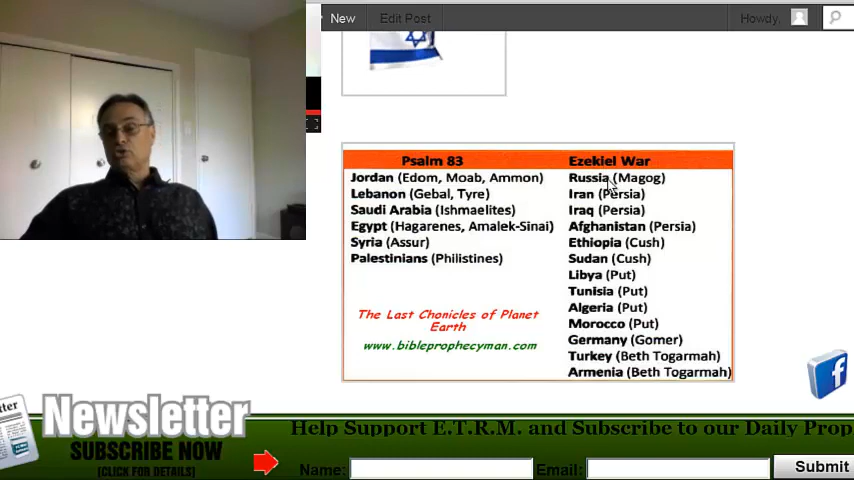 New
Edit Post
Howdy,
Psalm 83
Ezekiel War
Jordan (Edom, Moab, Ammon)
Russia (Magog)
Lebanon (Gebal, Tyre)
Iran (Persia)
Saudi Arabia (Ishmaelites)
Iraq (Persia)
Egypt (Hagarenes, Amalek-Sinai)
Afghanistan (Persia)
Syria (Assur)
Ethiopia (Cush)
Palestinians (Philistines)
Sudan (Cush)
Libya (Put)
Tunisia (Put)
Algeria (Put)
Morocco (Put)
Germany (Gomer)
Turkey (Beth Togarmah)
Armenia (Beth Togarmah)
The Last Chonicles of Planet
Earth
www.bibleprophecyman.com
f
tter
Newsletter
SUBSCRIBE NOW
(CLICK FOR DETAILS)
Help Support E.T.R.M. and Subscribe to our Daily Prop
Name:
Email:
Submit